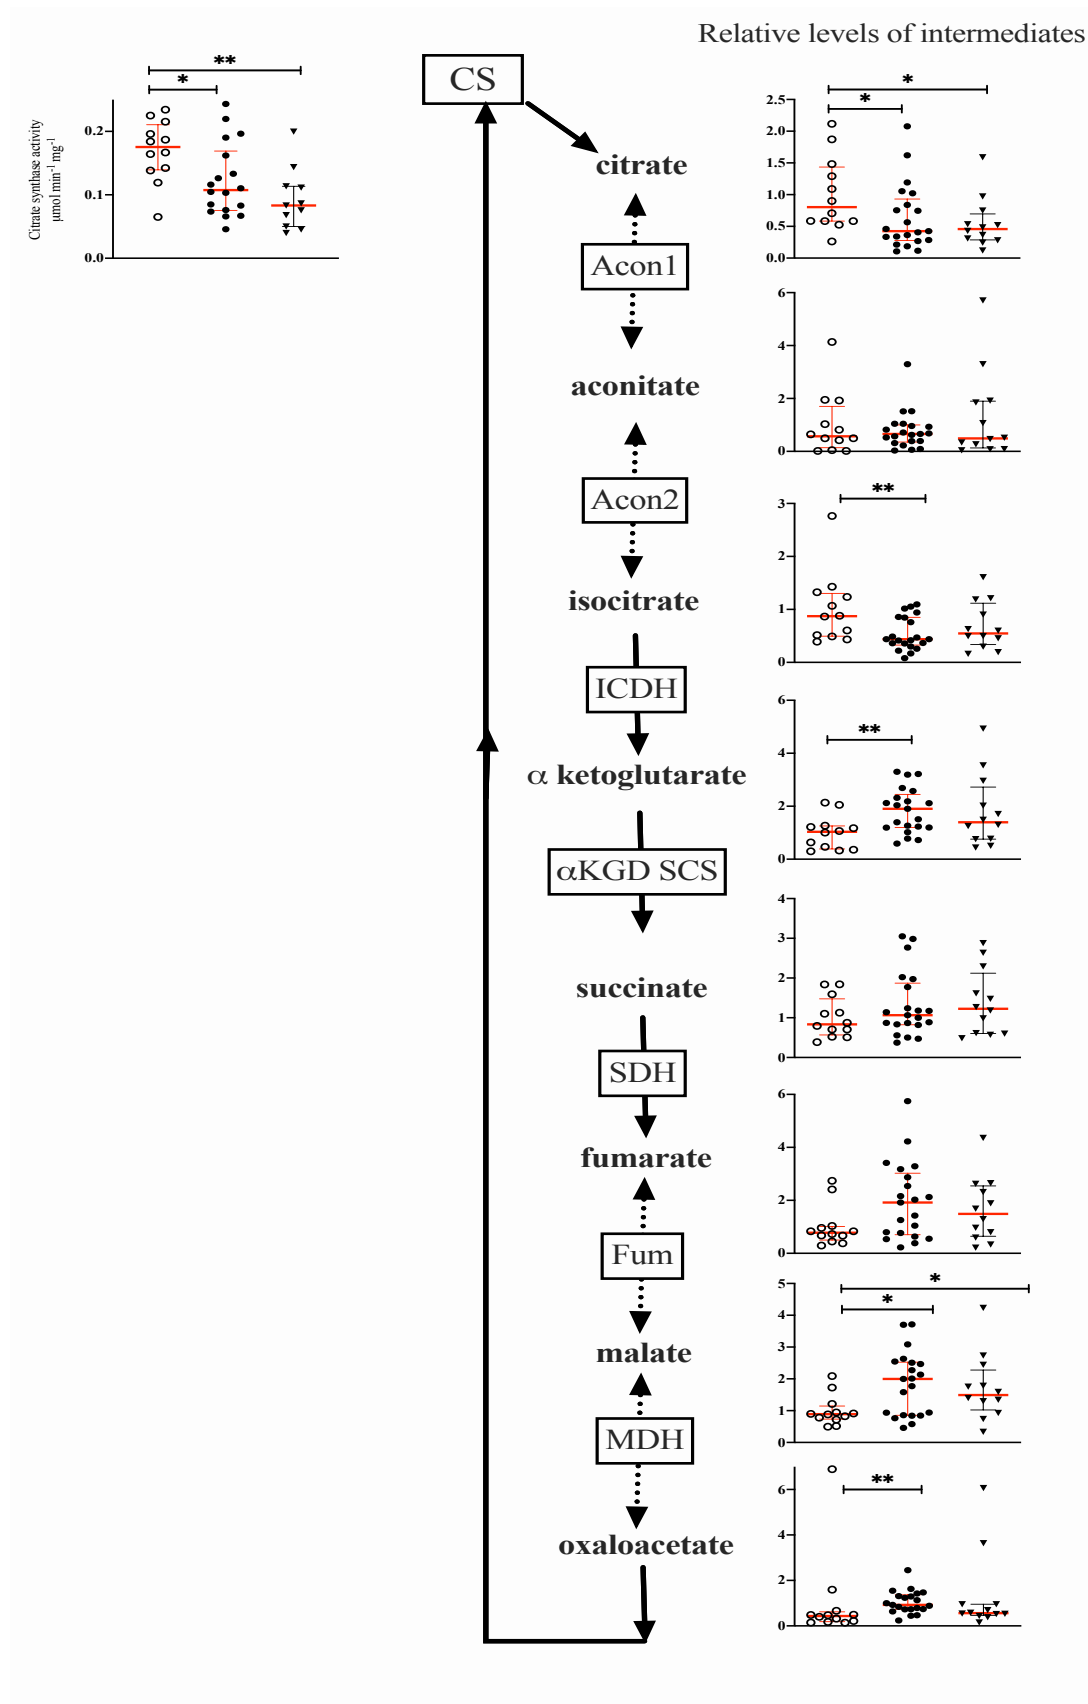 Relative levels of intermediates
**
*
Citrate synthase activity
µmol min⁻¹ mg⁻¹
0.2
0.1
0.0
CS
citrate
*
*
2.5
2.0
1.5
1.0
0.5
0.0
Acon1
aconitate
6
4
2
0
Acon2
isocitrate
**
3
2
1
0
ICDH
α ketoglutarate
**
6
4
2
0
αKGD SCS
succinate
4
3
2
1
0
SDH
fumarate
6
4
2
0
Fum
malate
*
*
5
4
3
2
1
0
MDH
oxaloacetate
**
6
4
2
0